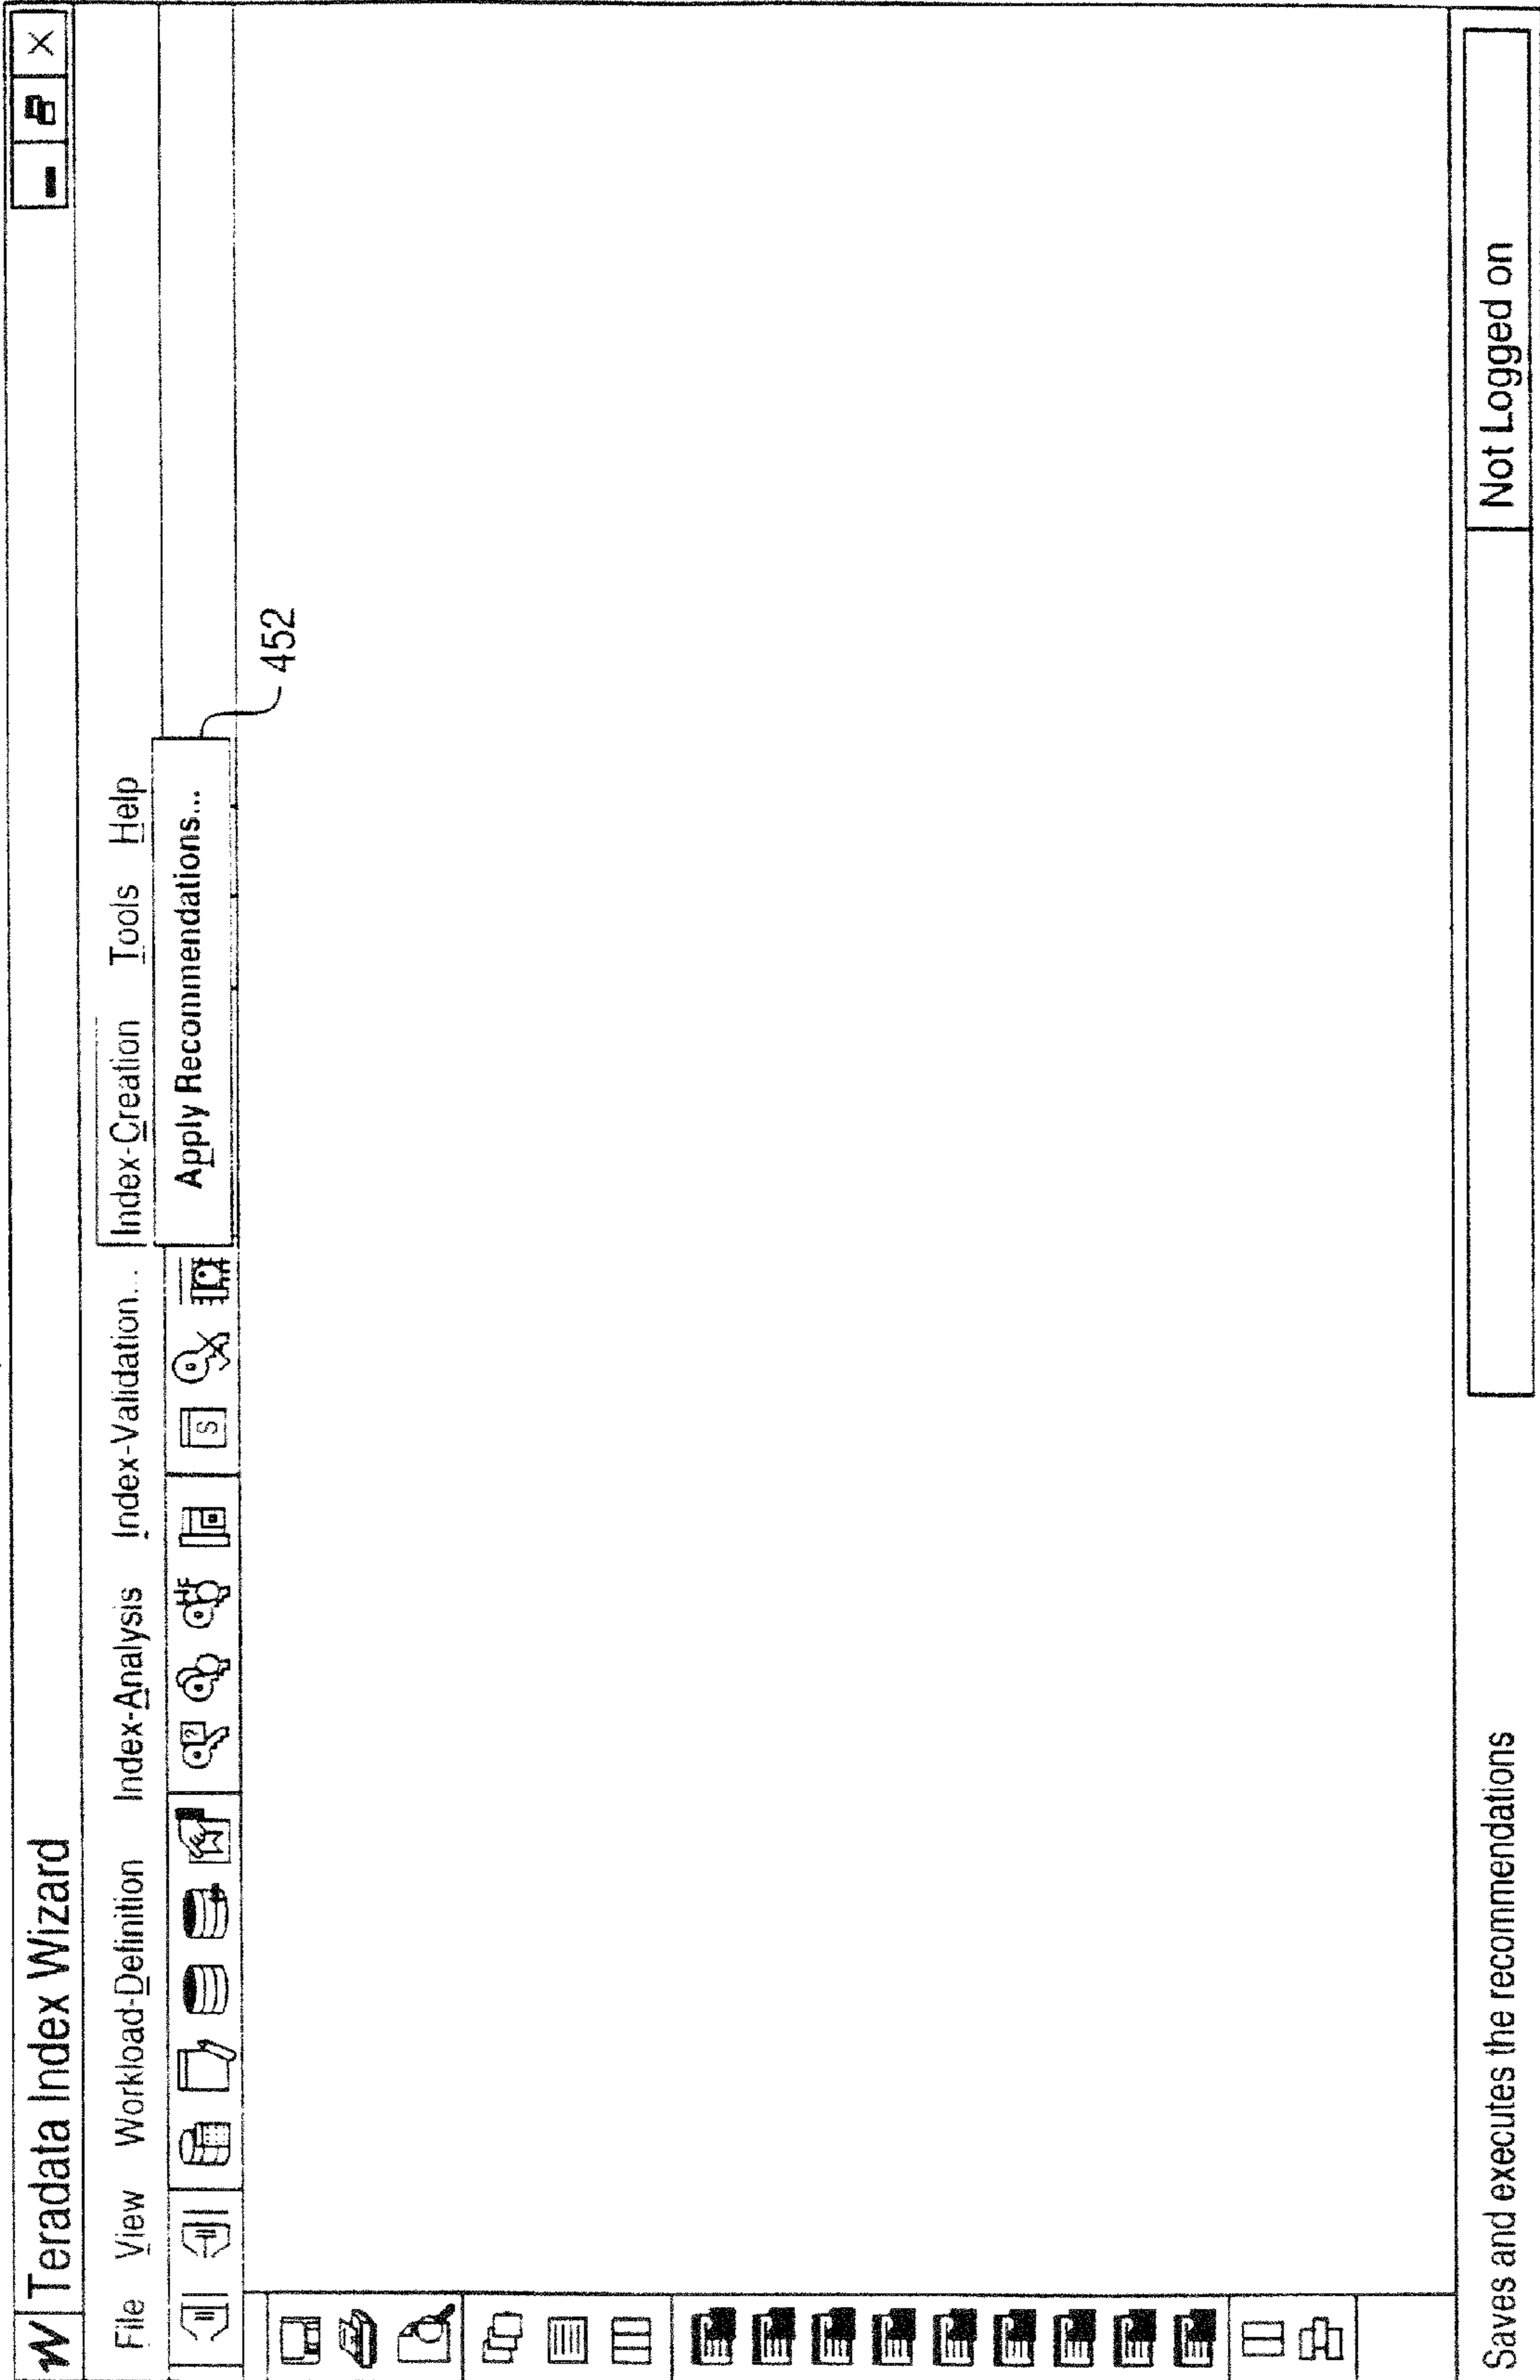 Teradata Index Wizard
File View Workload-Definition Index-Analysis Index-Validation... Index-Creation Tools Help
Apply Recommendations...
452
Saves and executes the recommendations
Not Logged on